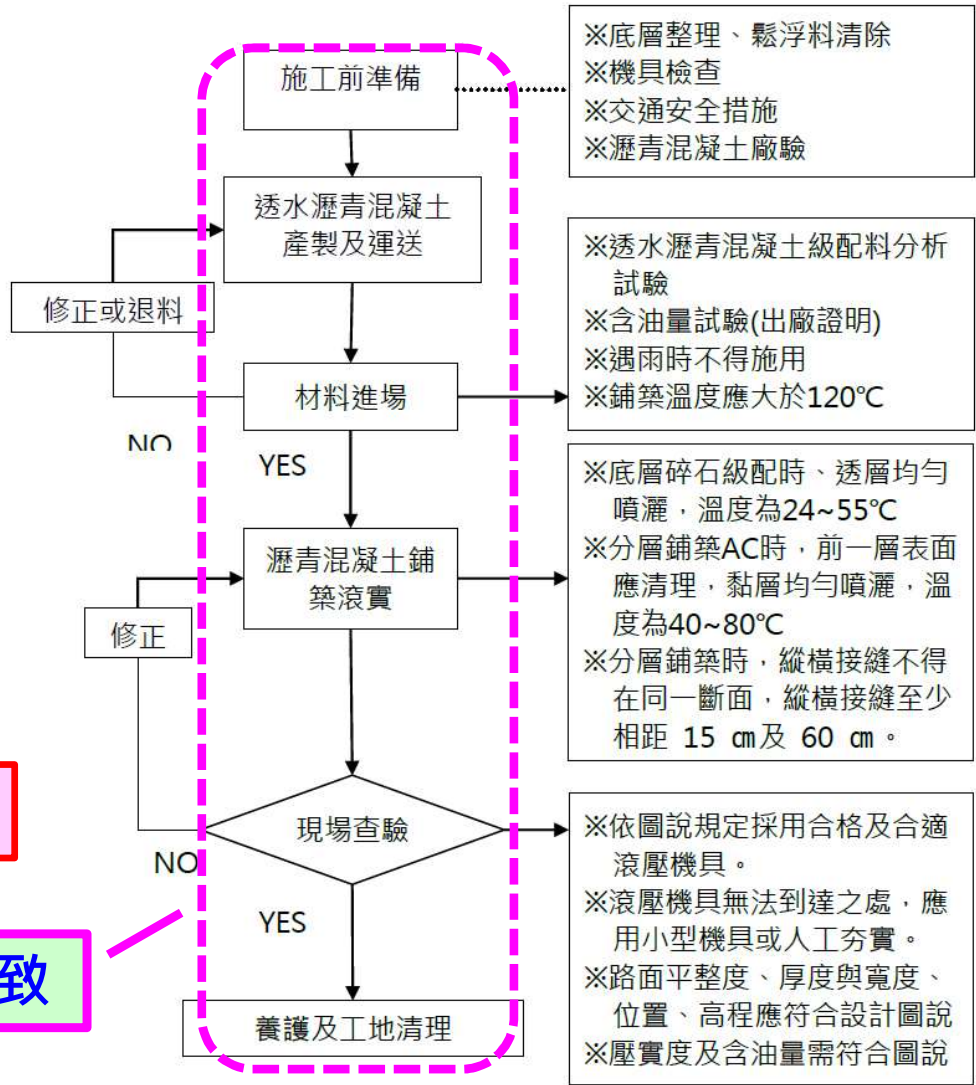 施工前準備
※底層整理、鬆浮料清除
※機具檢查
※交通安全措施
※瀝青混凝土廠驗
透水瀝青混凝土
產製及運送
修正或退料
材料進場
※透水瀝青混凝土級配料分析
試驗
※含油量試驗(出廠證明)
※遇雨時不得施用
※鋪築溫度應大於120℃
NO
YES
瀝青混凝土鋪
築滾實
修正
※底層碎石級配時、透層均勻
噴灑，溫度為24~55℃
※分層鋪築AC時，前一層表面
應清理，黏層均勻噴灑，溫
度為40~80℃
※分層鋪築時，縱橫接縫不得
在同一斷面，縱橫接縫至少
相距 15 ㎝及 60 ㎝。
現場查驗
NO
YES
※依圖說規定採用合格及合適
滾壓機具。
※滾壓機具無法到達之處，應
用小型機具或人工夯實。
※路面平整度、厚度與寬度、
位置、高程應符合設計圖說
※壓實度及含油量需符合圖說
致
養護及工地清理